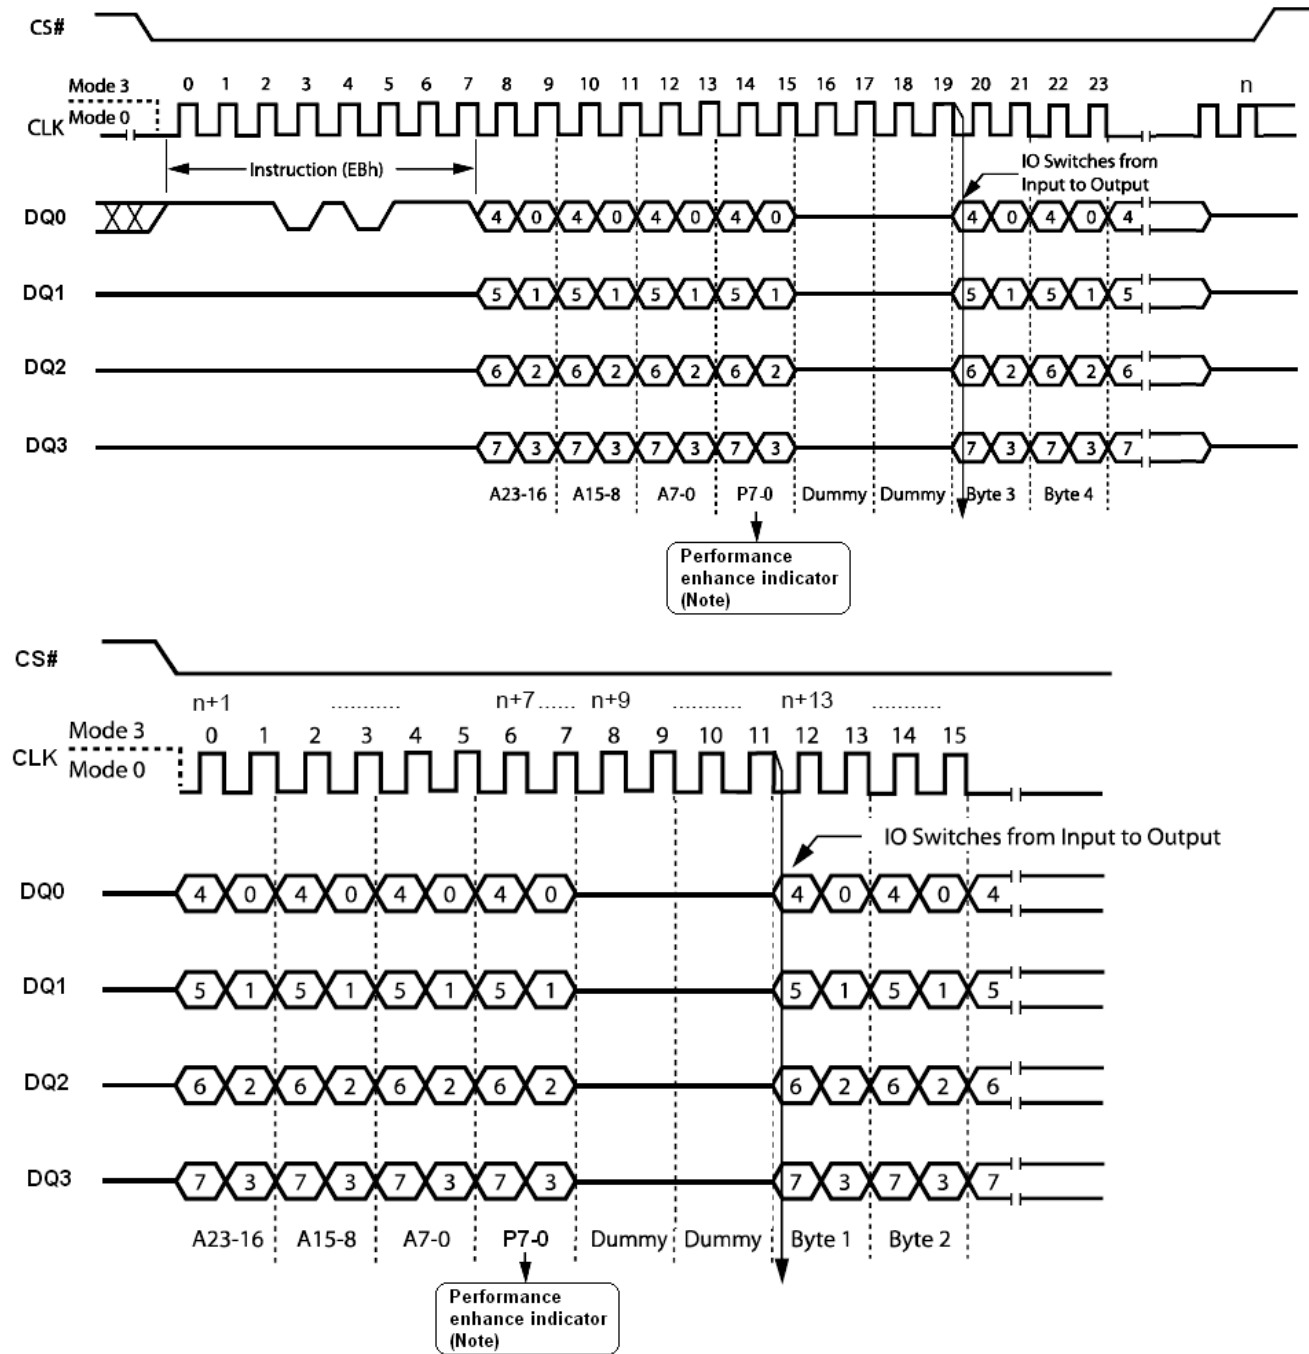 CS#
Mode 3 0 1 2 3 4 5 6 7 8 9 10 11 12 13 14 15 16 17 18 19 20 21 22 23 n
Mode 0
CLK
Instruction (EBh)
IO Switches from
Input to Output
DQ0 4 0 4 0 4 0 4 0 4 0 4 0 4
DQ1 5 1 5 1 5 1 5 1 5 1 5 1 5
DQ2 6 2 6 2 6 2 6 2 6 2 6 2 6
DQ3 7 3 7 3 7 3 7 3 7 3 7 3 7
A23-16 A15-8 A7-0 P7-0 Dummy Dummy Byte 3 Byte 4
Performance
enhance indicator
(Note)
CS#
n+1 ........... n+7 ...... n+9 ........... n+13 ...........
Mode 3 0 1 2 3 4 5 6 7 8 9 10 11 12 13 14 15
CLK
Mode 0
IO Switches from Input to Output
DQ0 4 0 4 0 4 0 4 0 4 0 4 0 4
DQ1 5 1 5 1 5 1 5 1 5 1 5 1 5
DQ2 6 2 6 2 6 2 6 2 6 2 6 2 6
DQ3 7 3 7 3 7 3 7 3 7 3 7 3 7
A23-16 A15-8 A7-0 P7-0 Dummy Dummy Byte 1 Byte 2
Performance
enhance indicator
(Note)